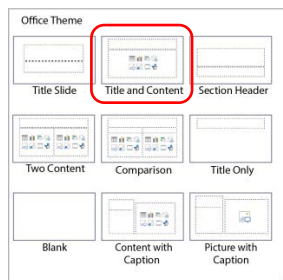 Office Theme
Title Slide
Title and Content
Section Header
Two Content
Comparison
Title Only
Blank
Content with
Caption
Picture with
Caption